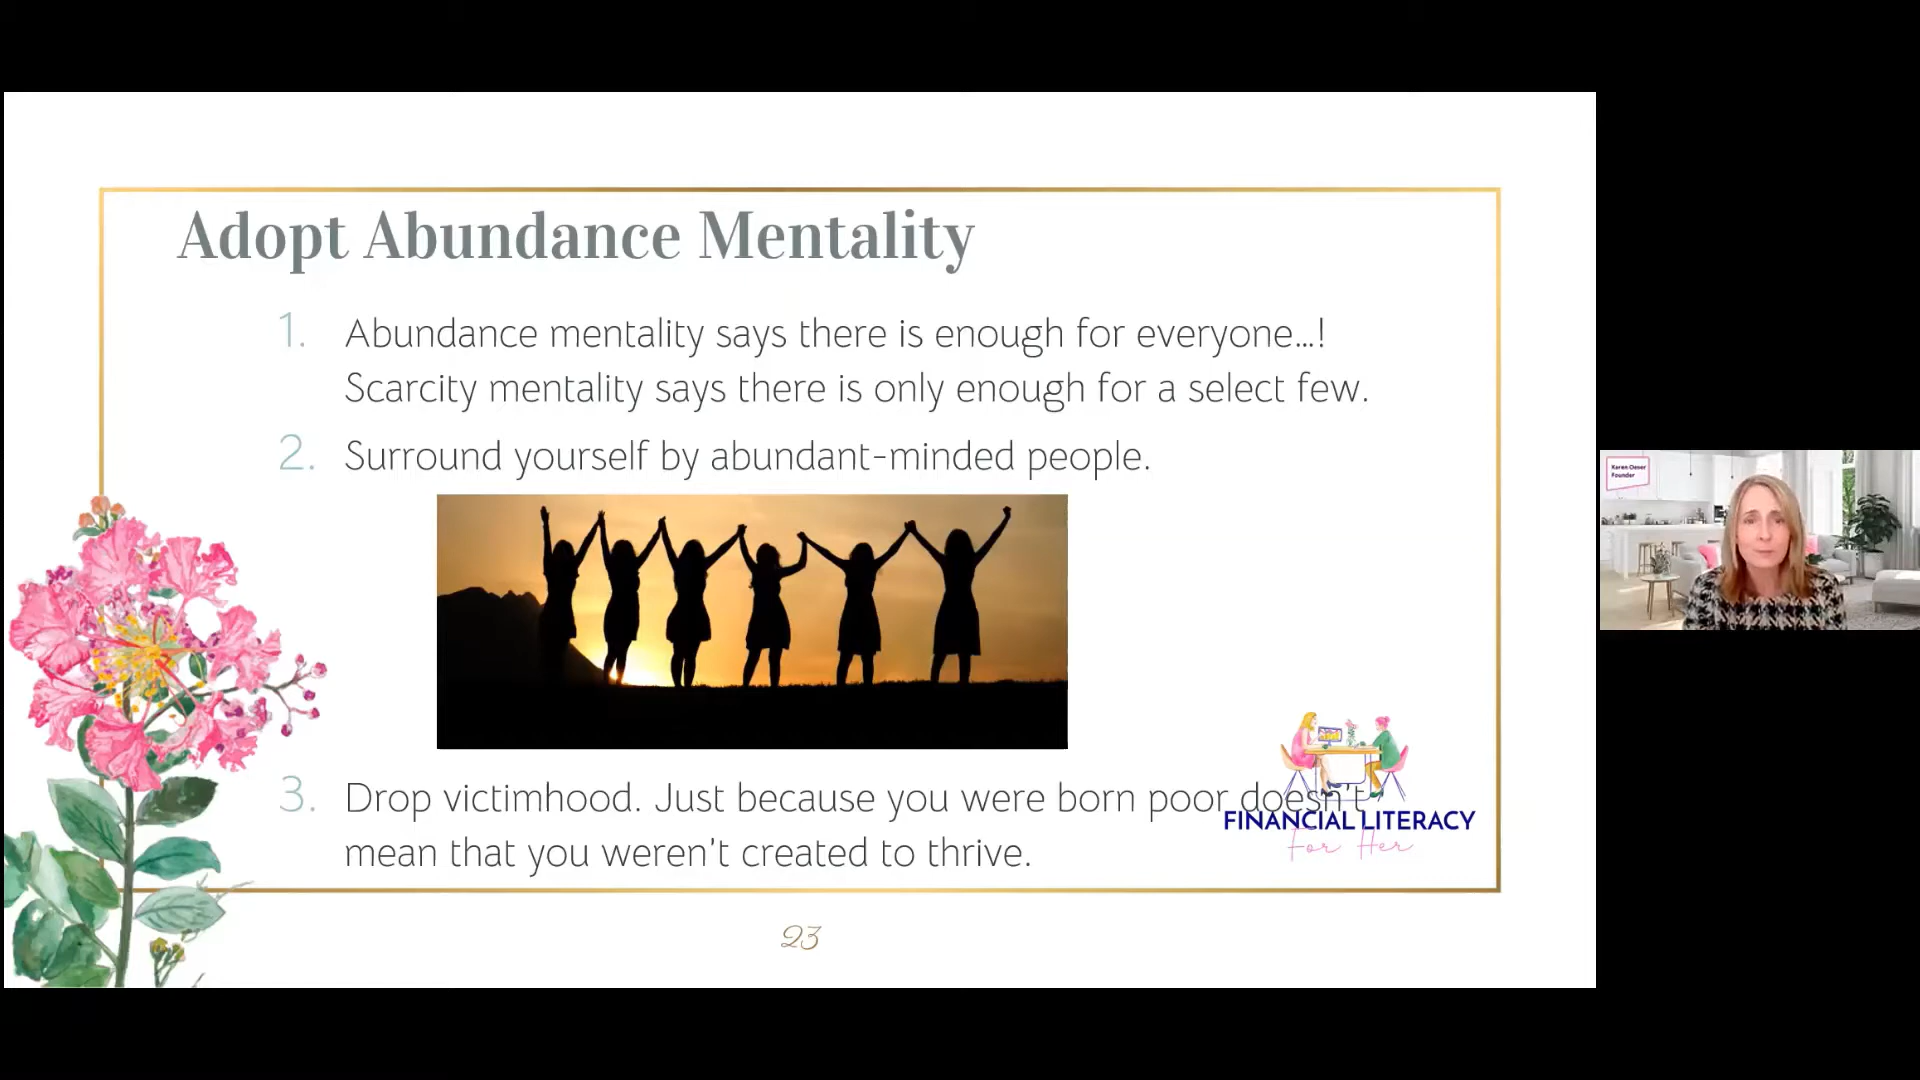 Adopt Abundance Mentality
1. Abundance mentality says there is enough for everyone...!
Scarcity mentality says there is only enough for a select few.
2. Surround yourself by abundant-minded people.
3. Drop victimhood. Just because you were born poor doesn't
mean that you weren't created to thrive.
FINANCIAL LITERACY
For Her
23
Karen
Founder